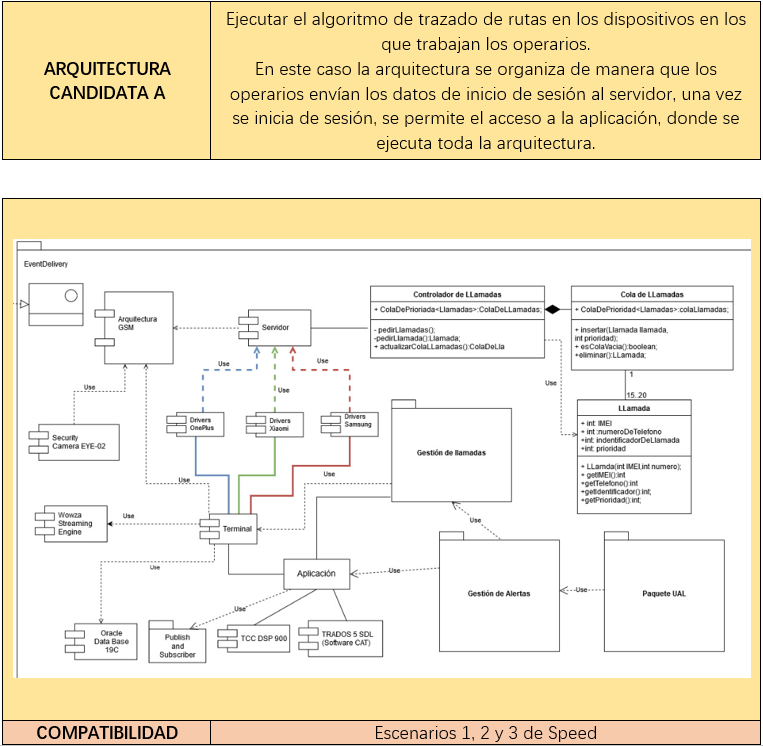 ARQUITECTURA
CANDIDATA A
Ejecutar el algoritmo de trazado de rutas en los dispositivos en los
que trabajan los operarios.
En este caso la arquitectura se organiza de manera que los
operarios envían los datos de inicio de sesión al servidor, una vez
se inicia de sesión, se permite el acceso a la aplicación, donde se
ejecuta toda la arquitectura.
EventDelivery
Arquitectura
GSM
Servidor
Controlador de LLamadas
+ ColaDePrioriada<Llamadas>:ColaDeLLamadas;
- pedirLlamadas();
-pedirLlamada():Llamada;
+ actualizarColaLLamadas():ColaDeLla
Cola de LLamadas
+ ColaDePrioridad<Llamadas>:colaLlamadas;
+ insertar(Llamada llamada,
int prioridad);
+ esColaVacia():boolean;
+eliminar():LLamada;
Use
Use
Use
Use
Use
1
15..20
LLamada
+ int: IMEI
+ int :numeroDeTelefono
+int: indentificadorDeLlamada
+int: prioridad
+ LLamda(int IMEI,int numero);
+ getIMEI():int
+getTelefono():int
+getIdentificador():int;
+getPrioridad():int;
Drivers
OnePlus
Drivers
Xiaomi
Drivers
Samsung
Security
Camera EYE-02
Gestión de llamadas
Use
Use
Wowza
Streaming
Engine
Use
Terminal
Use
Use
Aplicación
Use
Gestión de Alertas
Use
Paquete UAL
Use
Oracle
Data Base
19C
Publish
and
Subscriber
TCC DSP 900
TRADOS 5 SDL
(Software CAT)
COMPATIBILIDAD
Escenarios 1, 2 y 3 de Speed